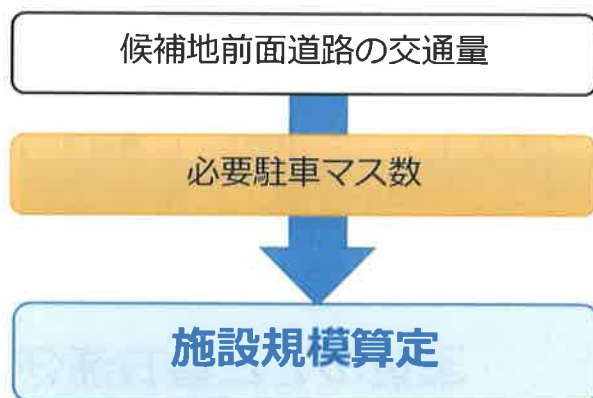 候補地前面道路の交通量
必要駐車マス数
施設規模算定